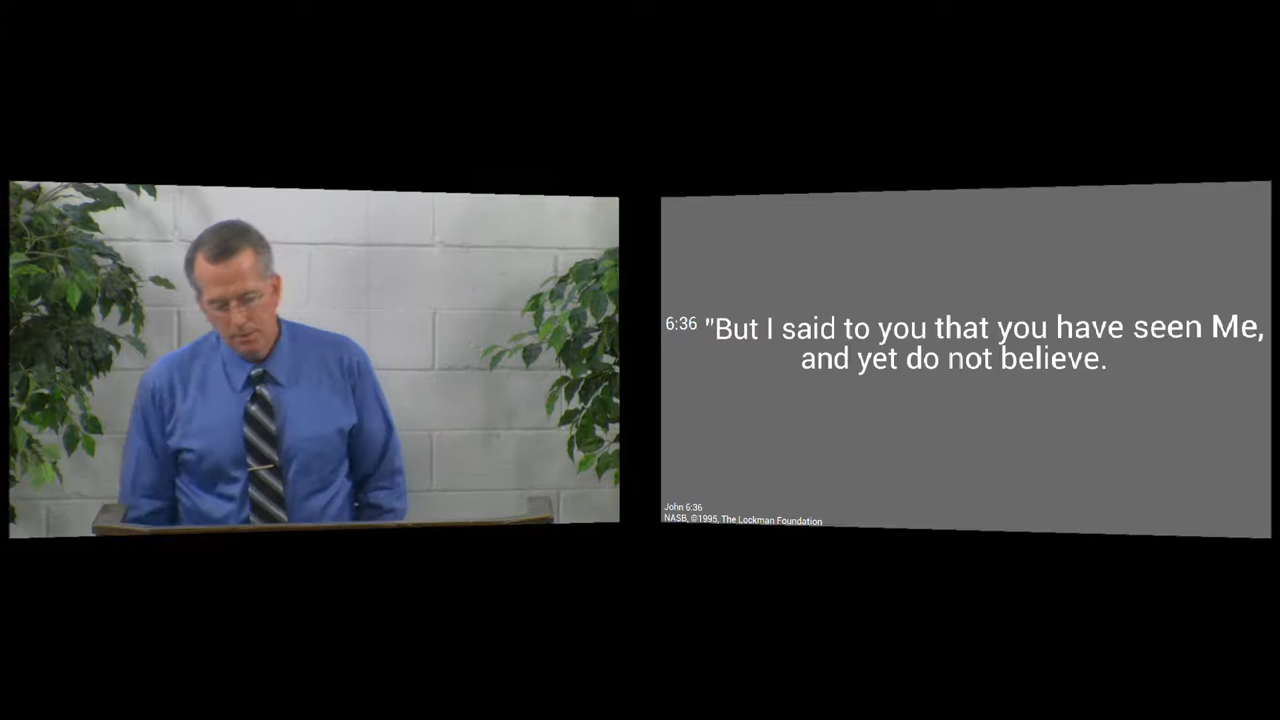 6:36 "But I said to you that you have seen Me,
and yet do not believe.
John 6:36
NASB, ©1995, The Lockman Foundation